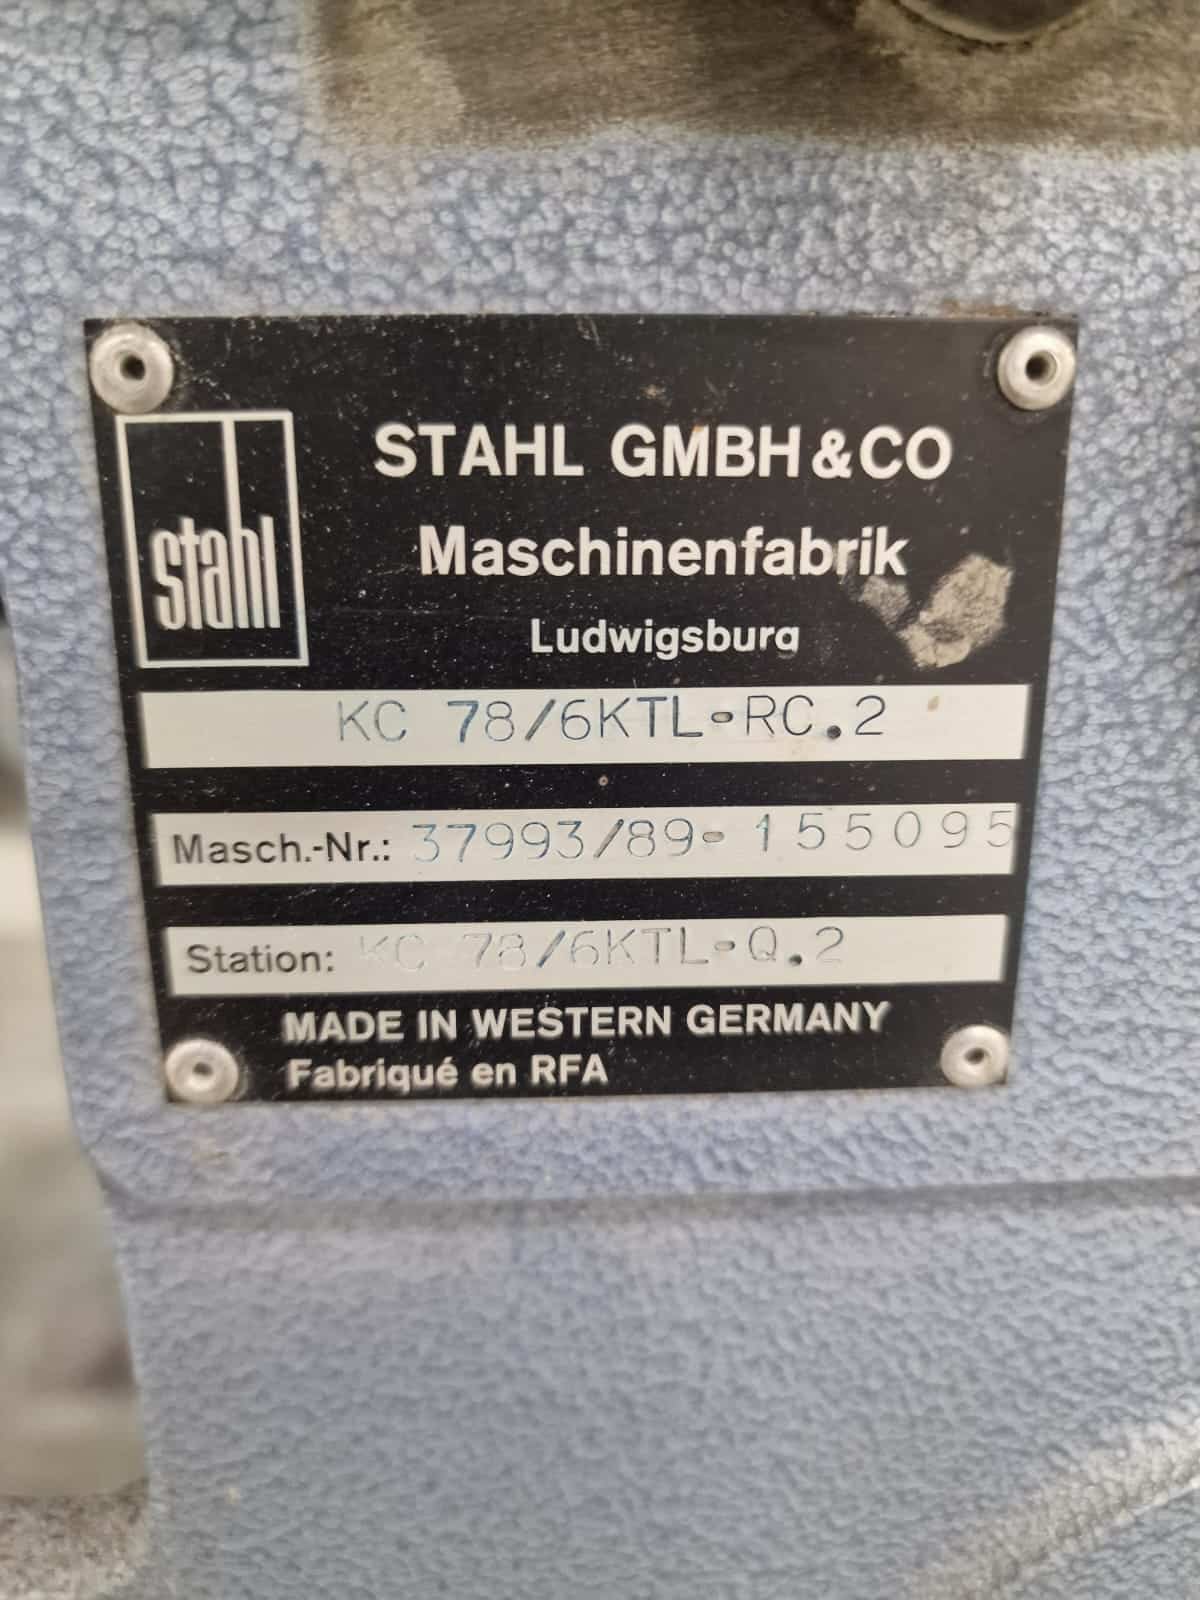 stahl
STAHL GMBH & CO
Maschinenfabrik
Ludwigsburg
KC 78/6KTL-RC.2
Masch.-Nr.: 37993/89-155095
Station: KC 78/6KTL-Q.2
MADE IN WESTERN GERMANY
Fabriqué en RFA